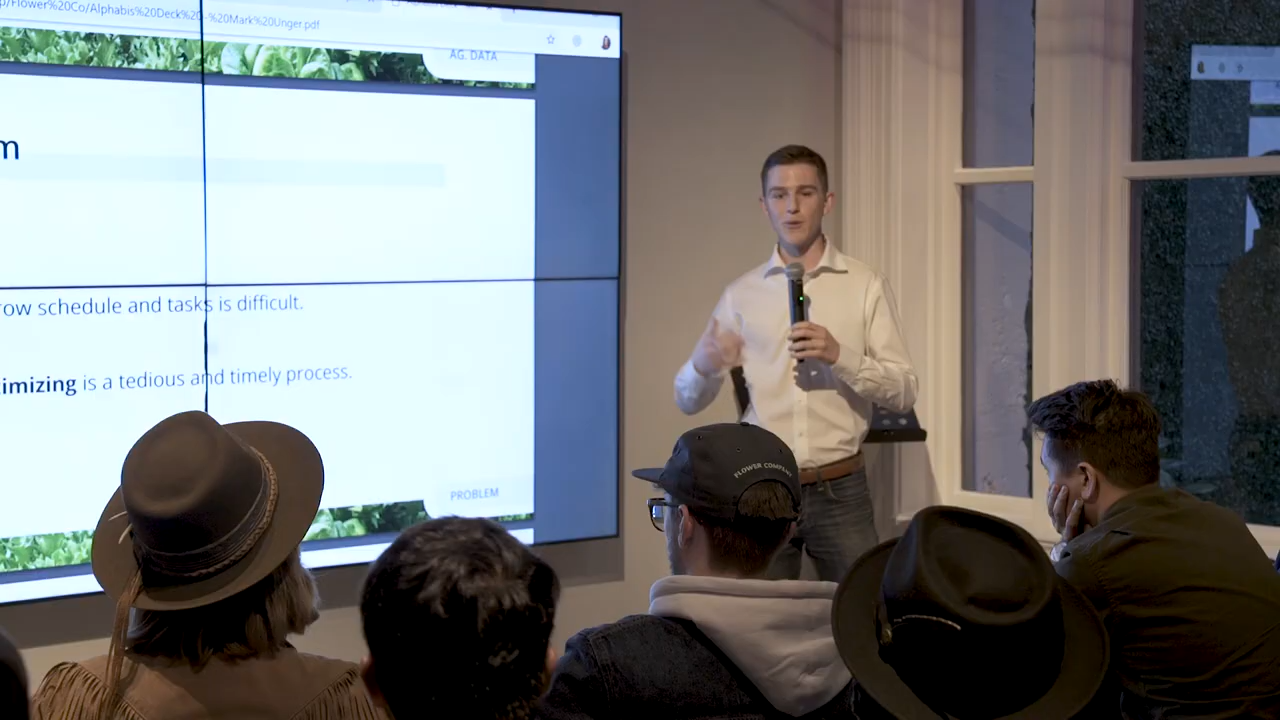 p/Flower%20Co/Alphabis%20Deck%20-%20Mark%20Unger.pdf
AG. DATA
m
row schedule and tasks is difficult.
timizing is a tedious and timely process.
PROBLEM
FLOWER COMPANY